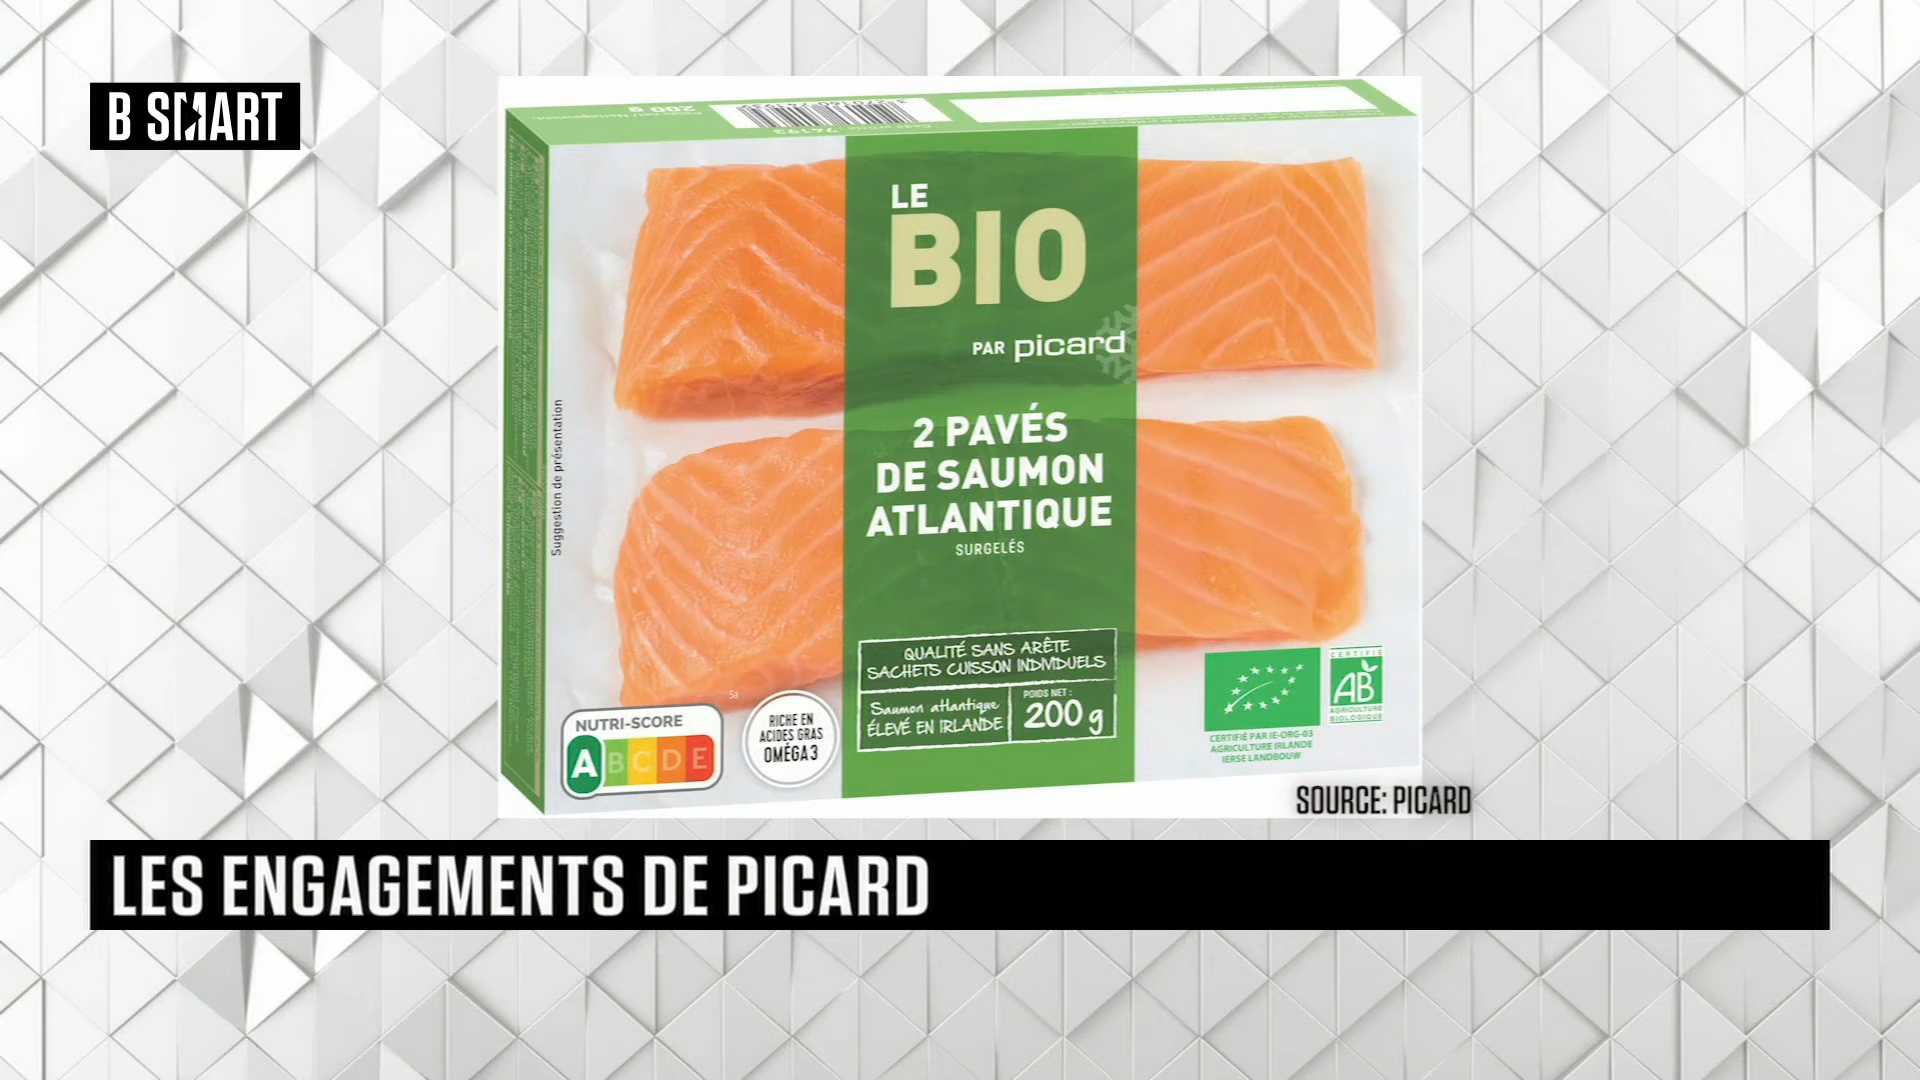 B SMART
200 g
LE
BIO
PAR picard
2 PAVÉS
DE SAUMON
ATLANTIQUE
SURGELÉS
Suggestion de présentation
QUALITÉ SANS ARÊTE
SACHETS CUISSON INDIVIDUELS
Saumon atlantique
ÉLEVÉ EN IRLANDE
POIDS NET :
200 g
NUTRI-SCORE
A B C D E
RICHE EN
ACIDES GRAS
OMÉGA 3
CERTIFIÉ
AB
AGRICULTURE
BIOLOGIQUE
CERTIFIÉ PAR IE-ORG-03
AGRICULTURE IRLANDE
IERSE LANDBOUW
SOURCE: PICARD
LES ENGAGEMENTS DE PICARD